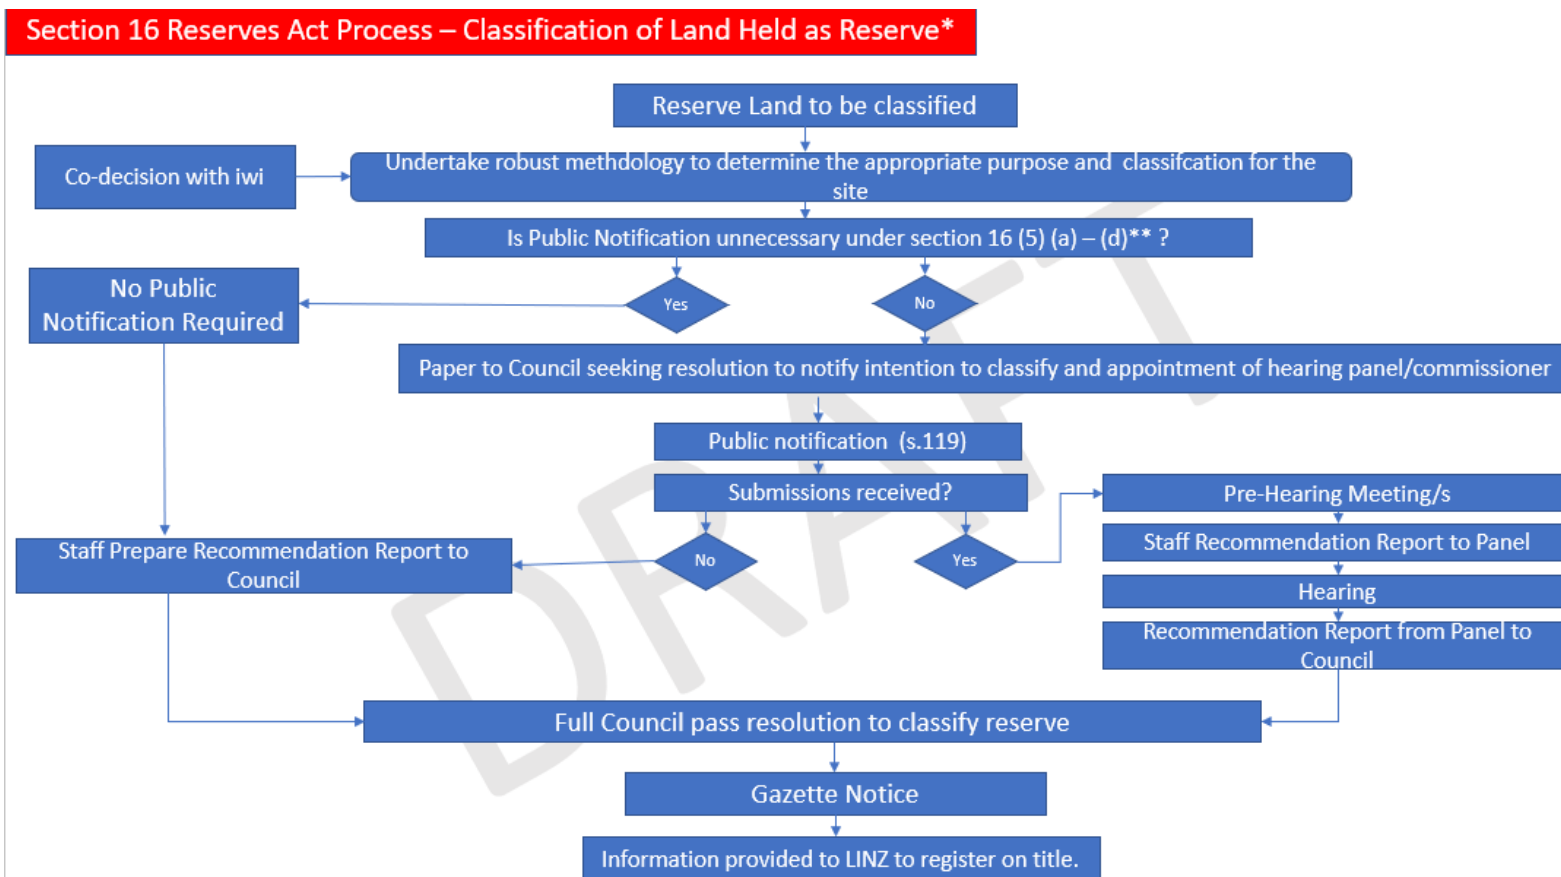 Section 16 Reserves Act Process – Classification of Land Held as Reserve*
Reserve Land to be classified
Co-decision with iwi
Undertake robust methdology to determine the appropriate purpose and classifcation for the
site
Is Public Notification unnecessary under section 16 (5) (a) – (d)** ?
No Public
Notification Required
Yes
No
Paper to Council seeking resolution to notify intention to classify and appointment of hearing panel/commissioner
Public notification (s.119)
Submissions received?
Pre-Hearing Meeting/s
Staff Prepare Recommendation Report to
Council
No
Yes
Staff Recommendation Report to Panel
Hearing
Recommendation Report from Panel to
Council
Full Council pass resolution to classify reserve
Gazette Notice
Information provided to LINZ to register on title.
DRAFT